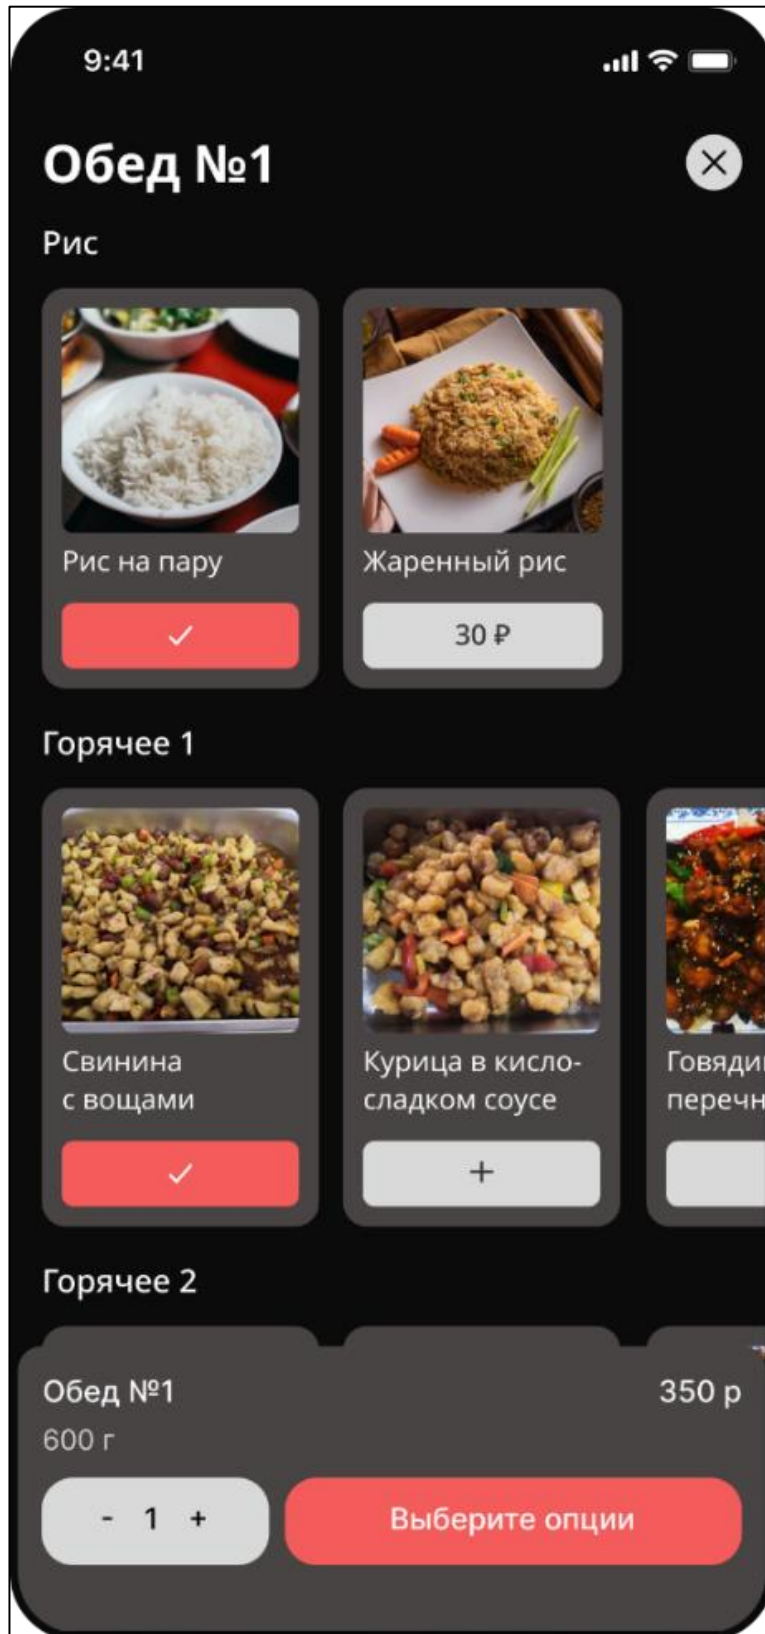 9:41
Обед №1
Рис
Рис на пару
Жаренный рис
30 ₽
Горячее 1
Свинина
с вощами
Курица в кисло-
сладком соусе
+
Горячее 2
Обед №1
350 р
600 г
- 1 +
Выберите опции